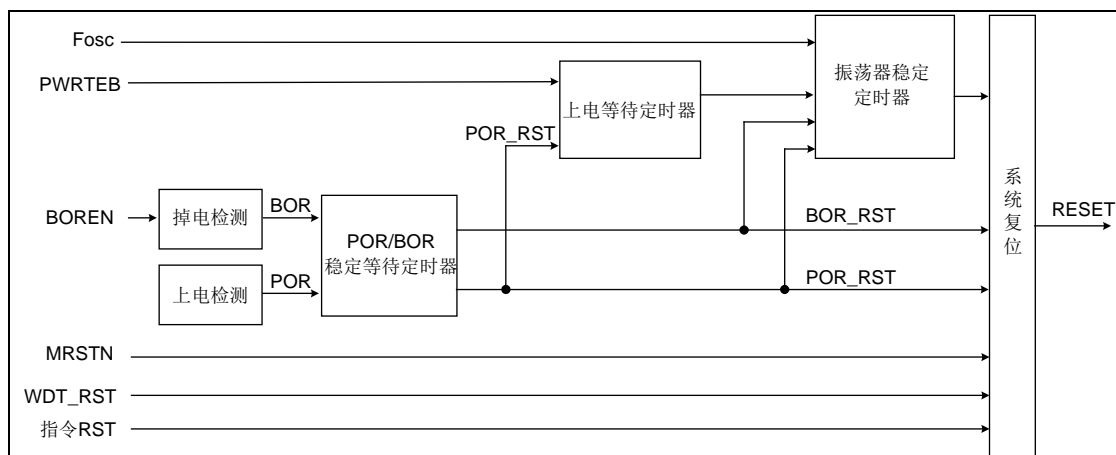 Fosc
PWRTEB
上电等待定时器
振荡器稳定
定时器
POR_RST
BOREN
掉电检测
BOR
POR/BOR
稳定等待定时器
上电检测
POR
BOR_RST
POR_RST
系统复位
RESET
MRSTN
WDT_RST
指令RST